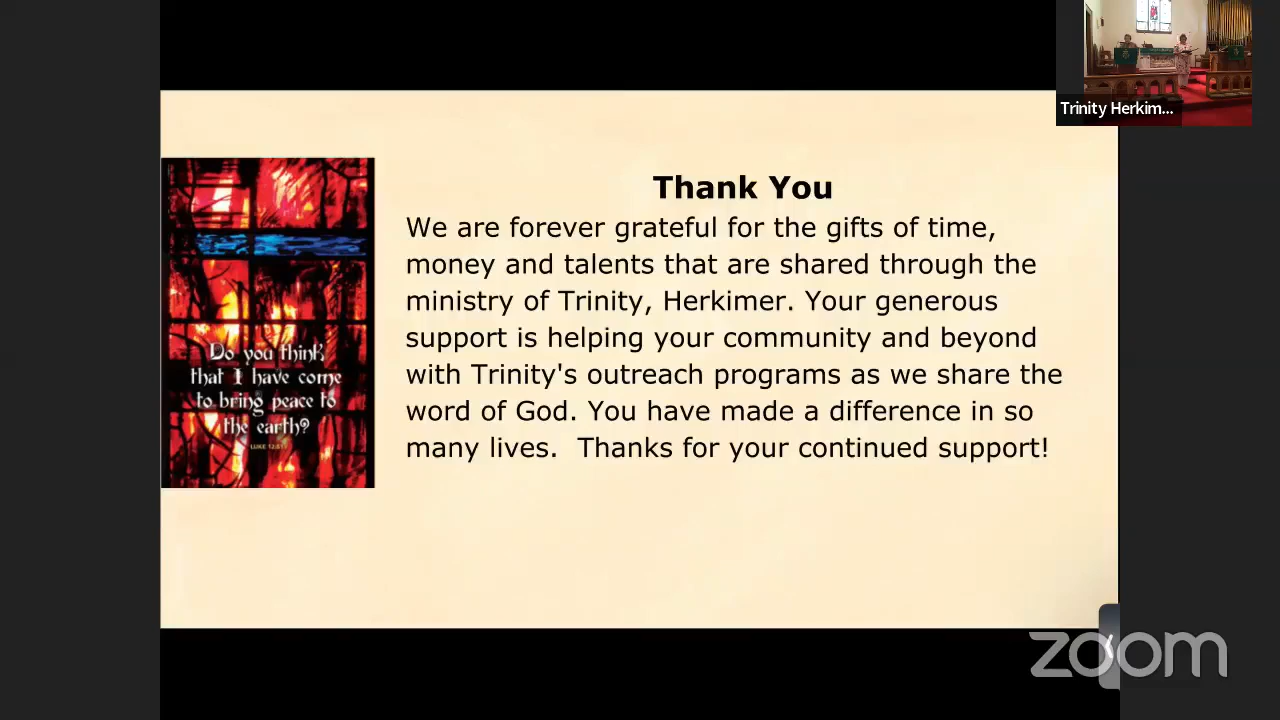 Trinity Herkim...
Thank You
We are forever grateful for the gifts of time,
money and talents that are shared through the
ministry of Trinity, Herkimer. Your generous
support is helping your community and beyond
with Trinity's outreach programs as we share the
word of God. You have made a difference in so
many lives.  Thanks for your continued support!
Do you think
that I have come
to bring peace to
the earth?
LUKE 12:51
zoom